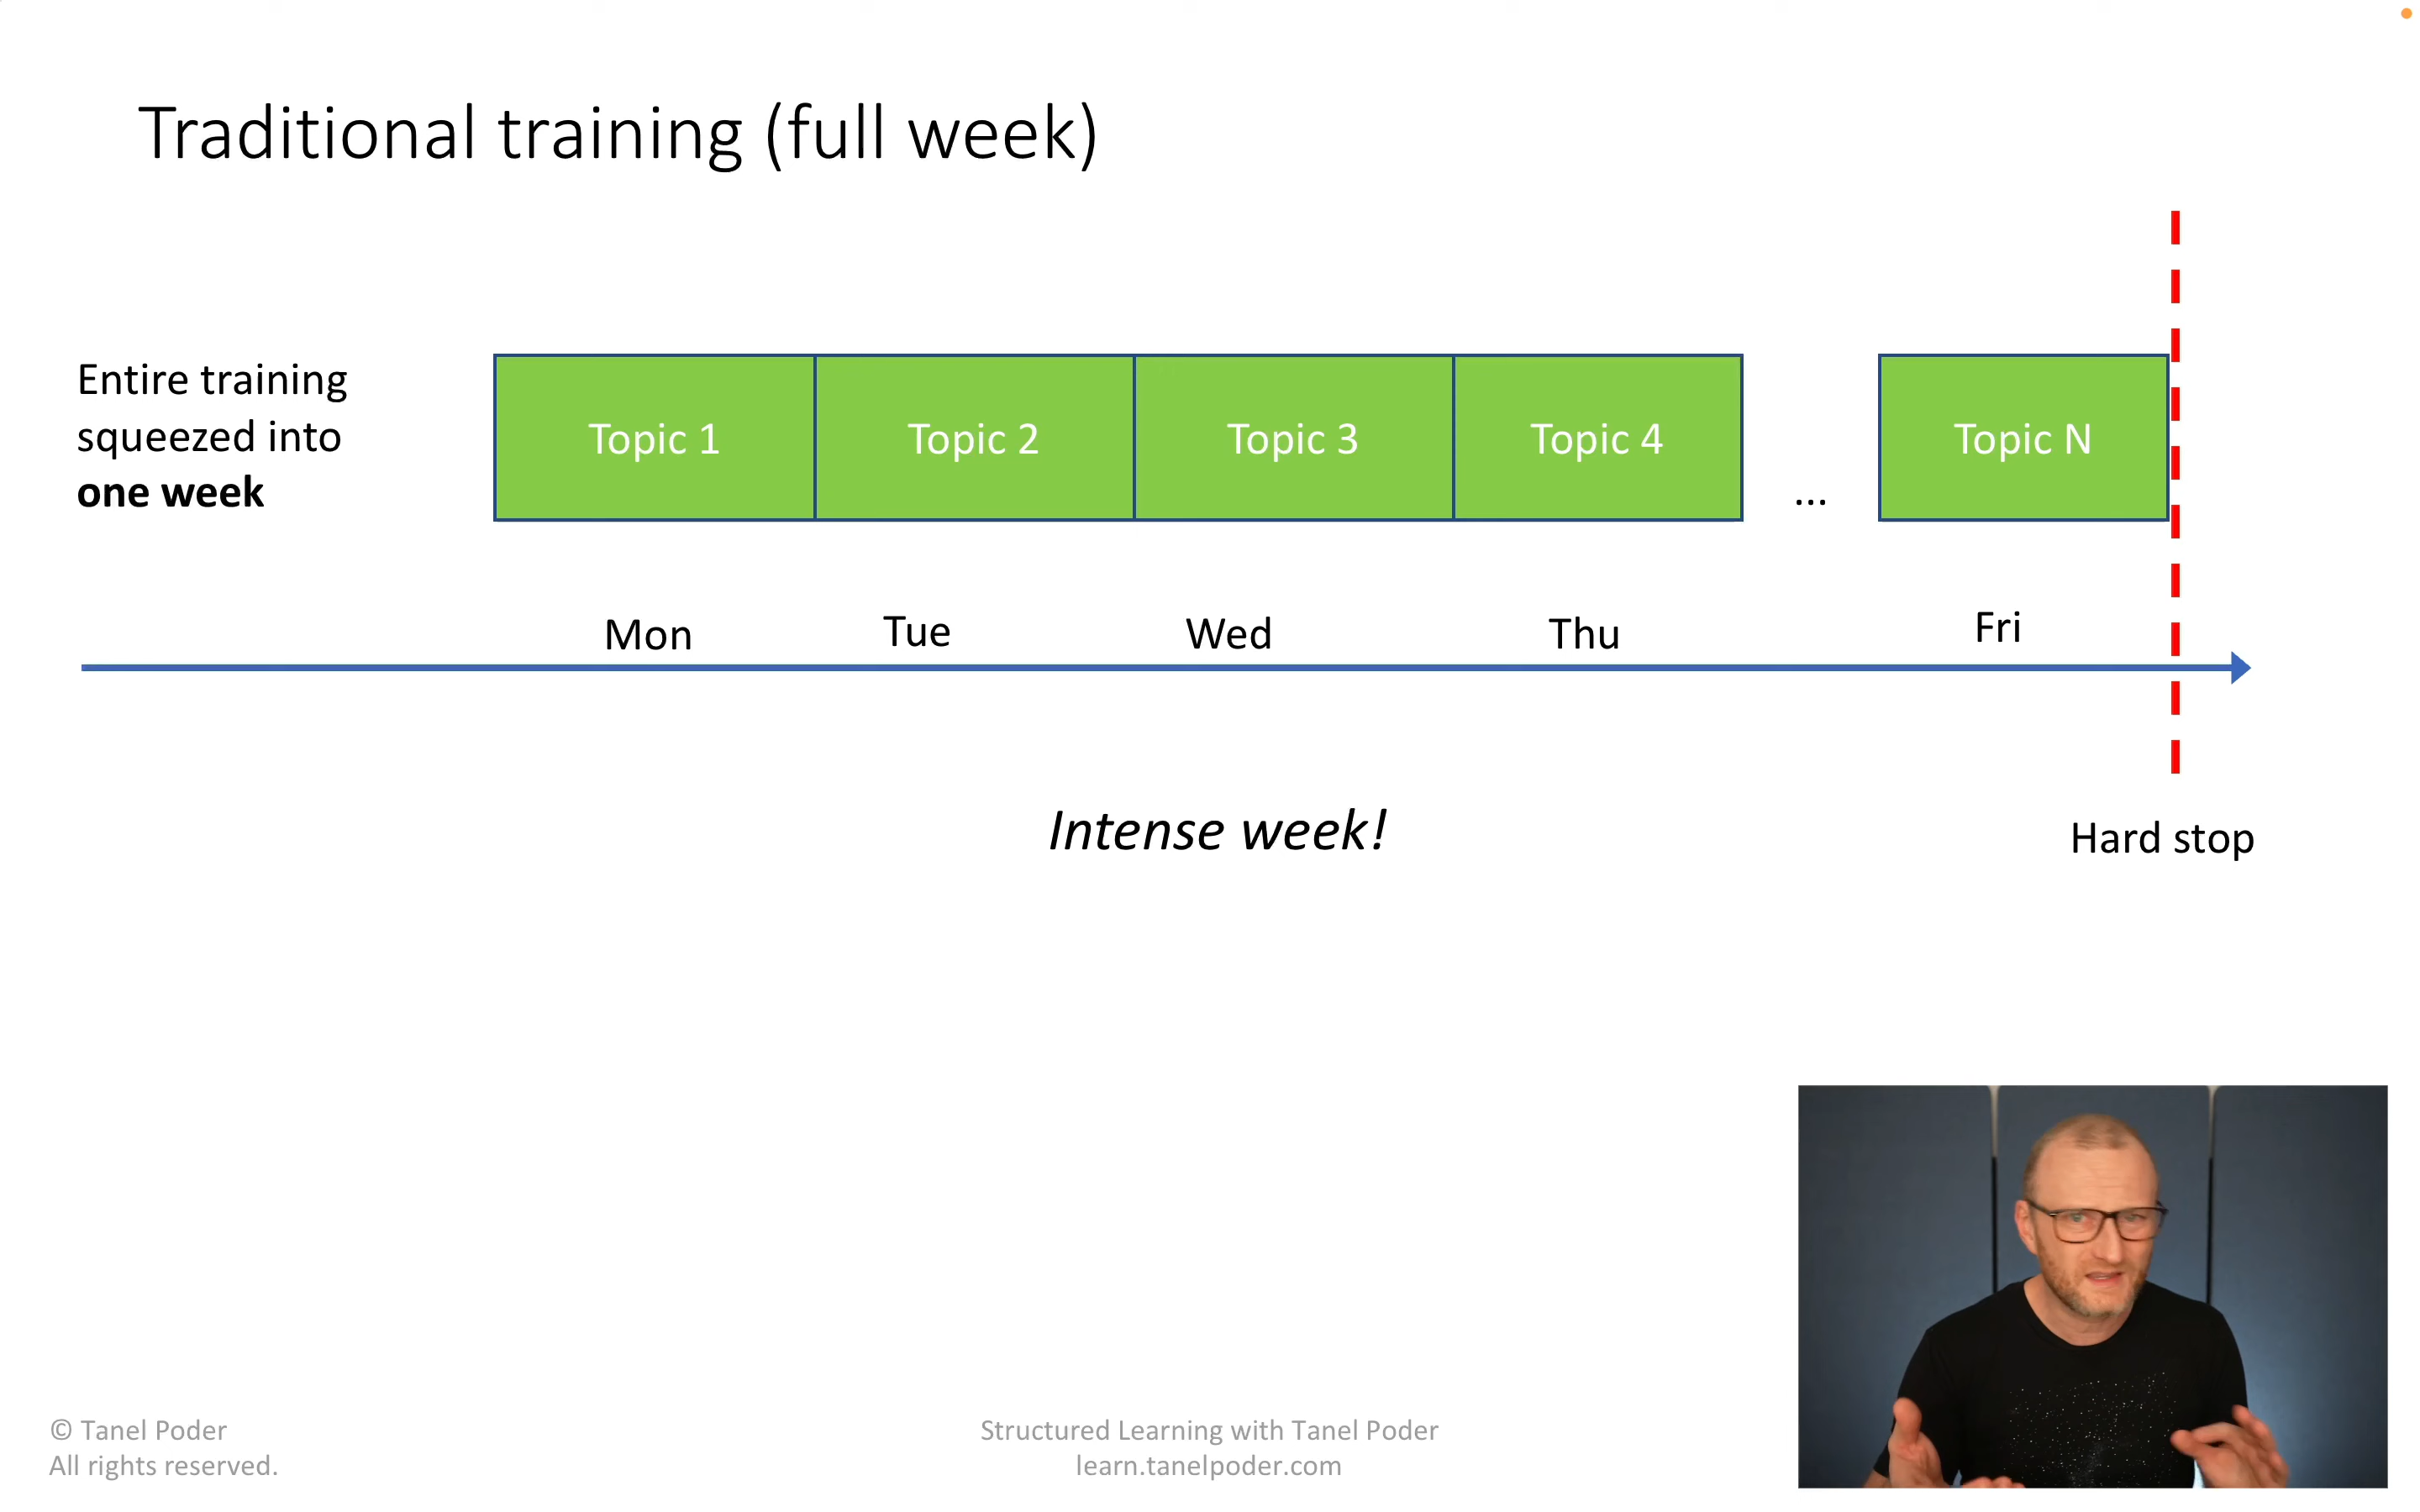 Traditional training (full week)
Entire training
squeezed into
one week
Topic 1
Topic 2
Topic 3
Topic 4
...
Topic N
Mon
Tue
Wed
Thu
Fri
Intense week!
Hard stop
© Tanel Poder
All rights reserved.
Structured Learning with Tanel Poder
learn.tanelpoder.com